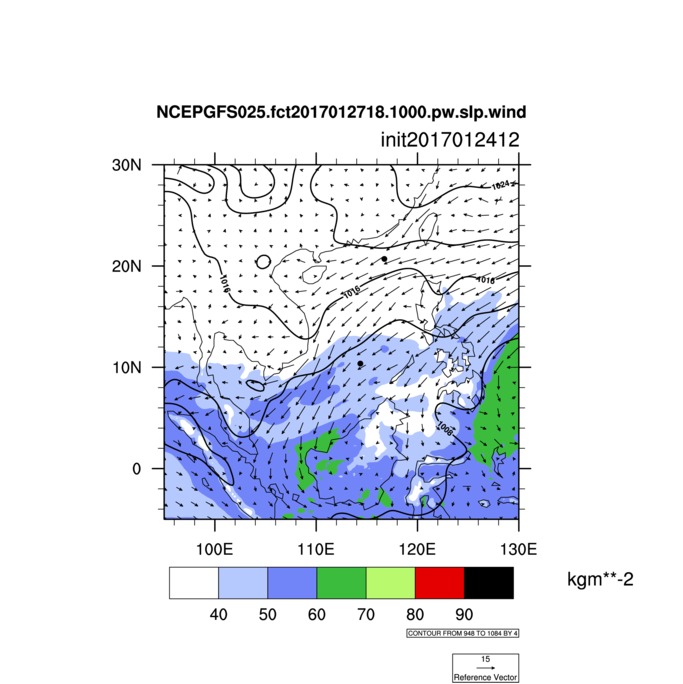 NCEPGFS025.fct2017012718.1000.pw.slp.wind
init2017012412
30N
1024
20N
1016
1016
1016
10N
1008
0
100E 110E 120E 130E
kgm**-2
40 50 60 70 80 90
CONTOUR FROM 948 TO 1084 BY 4
15
Reference Vector